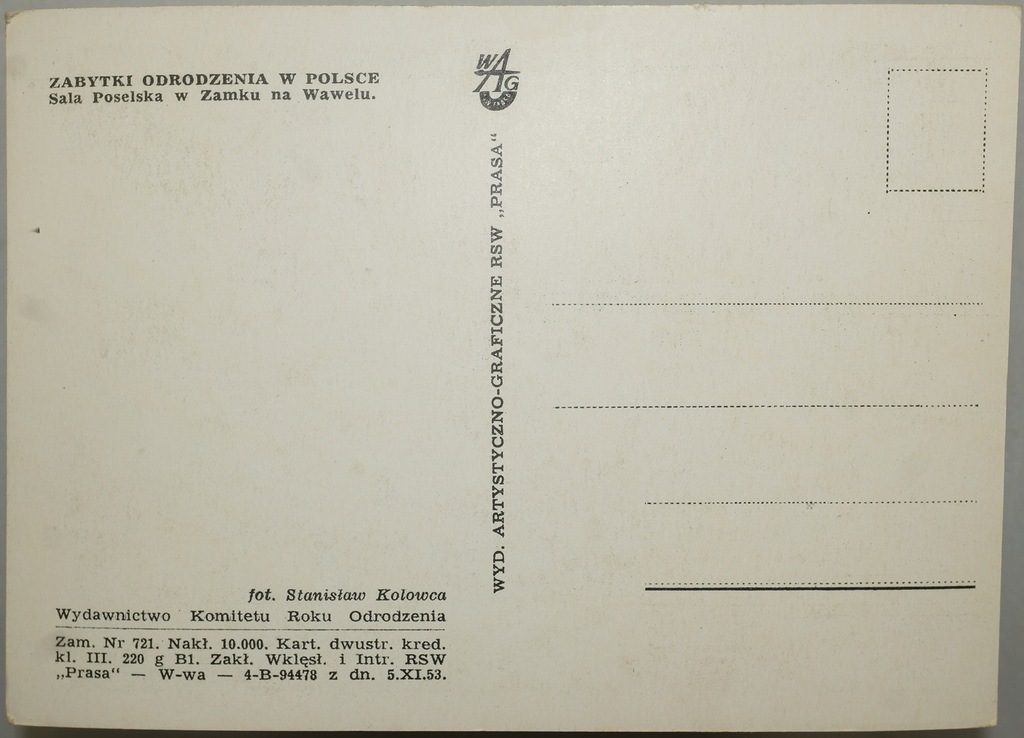 ZABYTKI ODRODZENIA W POLSCE
Sala Poselska w Zamku na Wawelu.
WAG
WYD. ARTYSTYCZNO-GRAFICZNE RSW „PRASA“
fot. Stanisław Kolowca
Wydawnictwo Komitetu Roku Odrodzenia
Zam. Nr 721. Nakł. 10.000. Kart. dwustr. kred.
kl. III. 220 g B1. Zakł. Wklęsł. i Intr. RSW
„Prasa“ — W-wa — 4-B-94478 z dn. 5.XI.53.